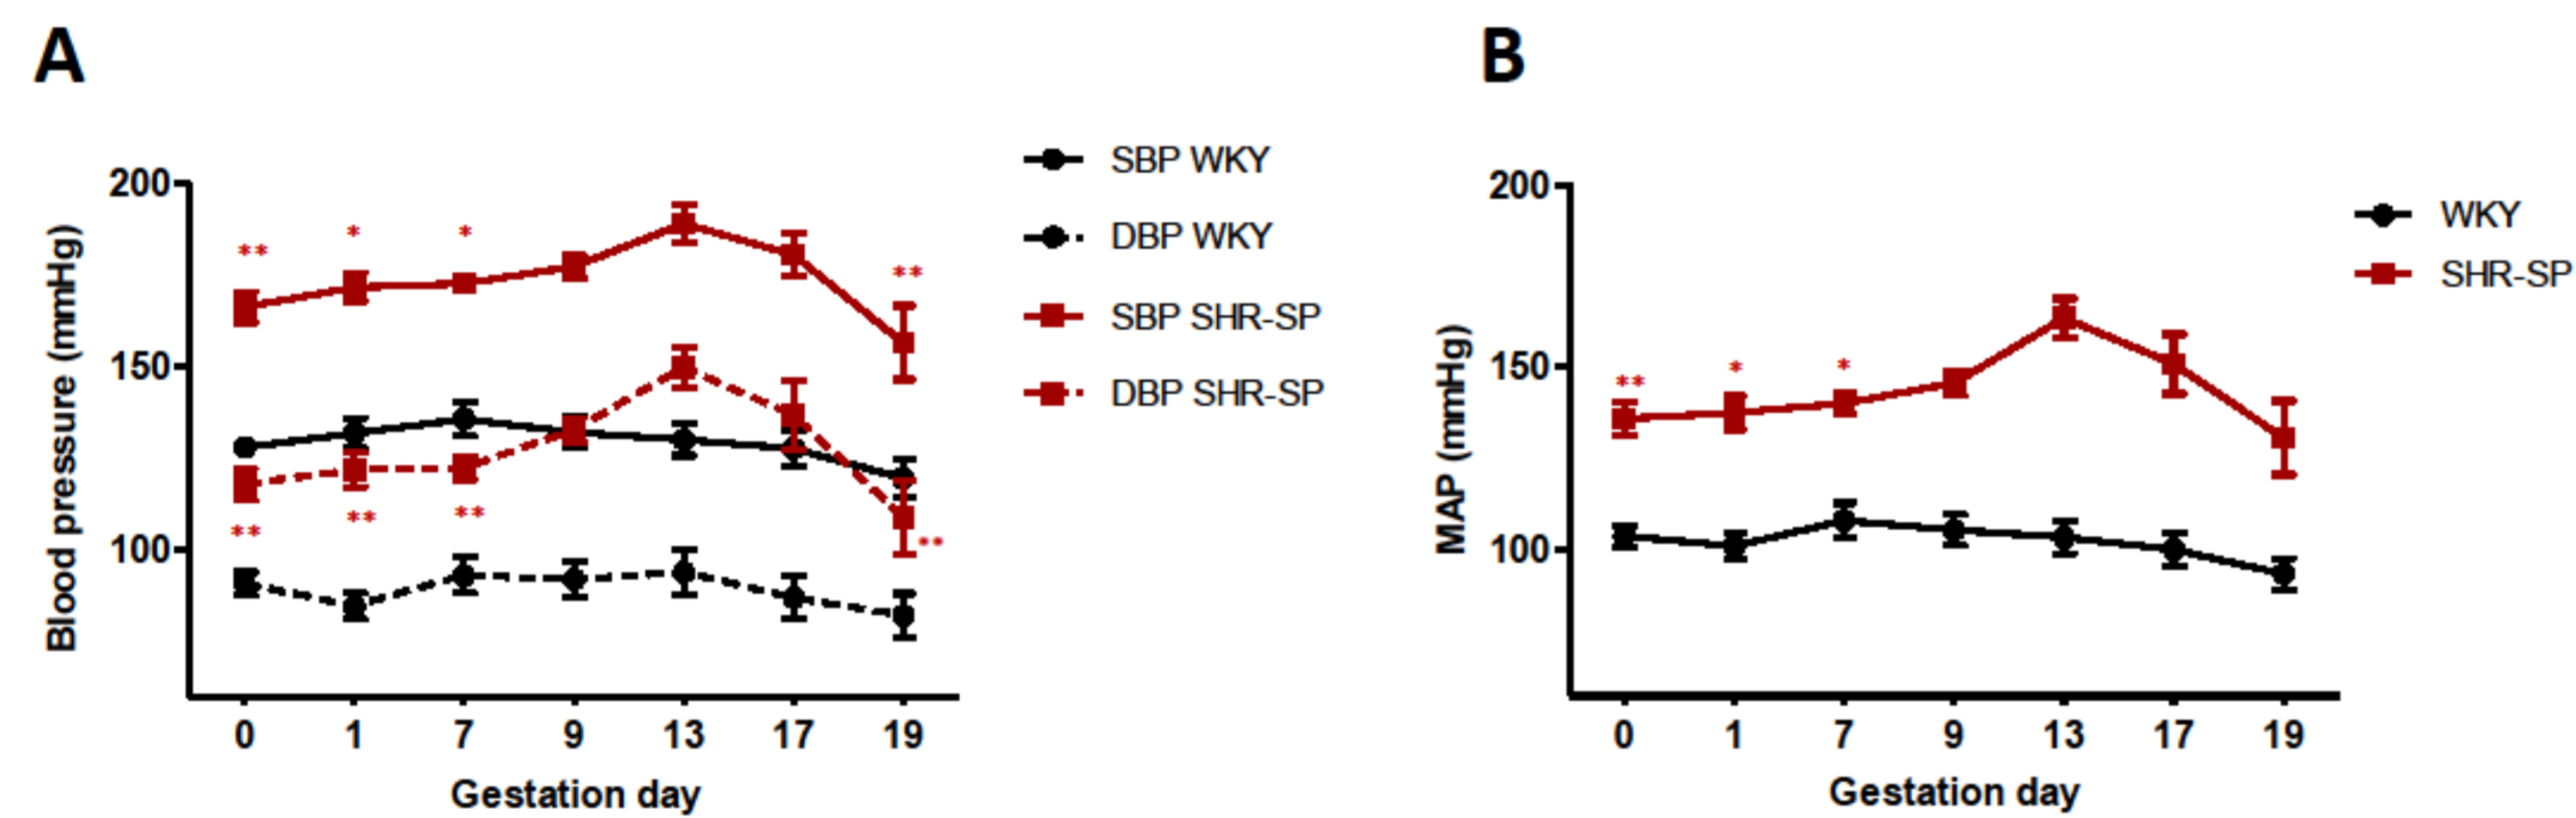 A
Blood pressure (mmHg)
200
150
100
** * * **
** ** ** **
0 1 7 9 13 17 19
Gestation day
SBP WKY
DBP WKY
SBP SHR-SP
DBP SHR-SP
B
MAP (mmHg)
200
150
100
** * *
0 1 7 9 13 17 19
Gestation day
WKY
SHR-SP